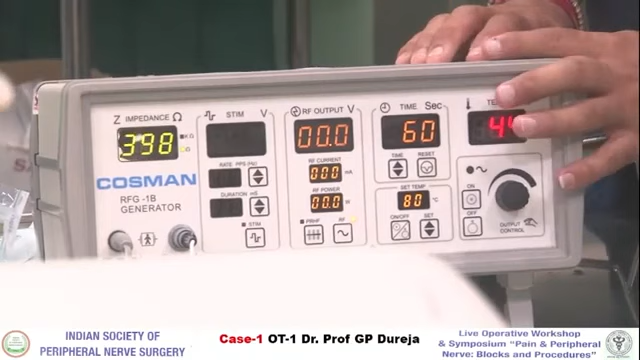 Z IMPEDANCE Ω
398
KΩ
Ω
COSMAN
RFG -1B
GENERATOR
STIM V
RATE PPS (Hz)
DURATION mS
STIM
RF OUTPUT V
00.0
RF CURRENT
000 mA
RF POWER
00.0 W
PRHF RF
TIME Sec
60
TIME RESET
SET TEMP
80 °C
ON/OFF SET
ON
OFF
OUTPUT
CONTROL
INDIAN SOCIETY OF
PERIPHERAL NERVE SURGERY
Case-1 OT-1 Dr. Prof GP Dureja
Live Operative Workshop
& Symposium "Pain & Peripheral
Nerve: Blocks and Procedures"